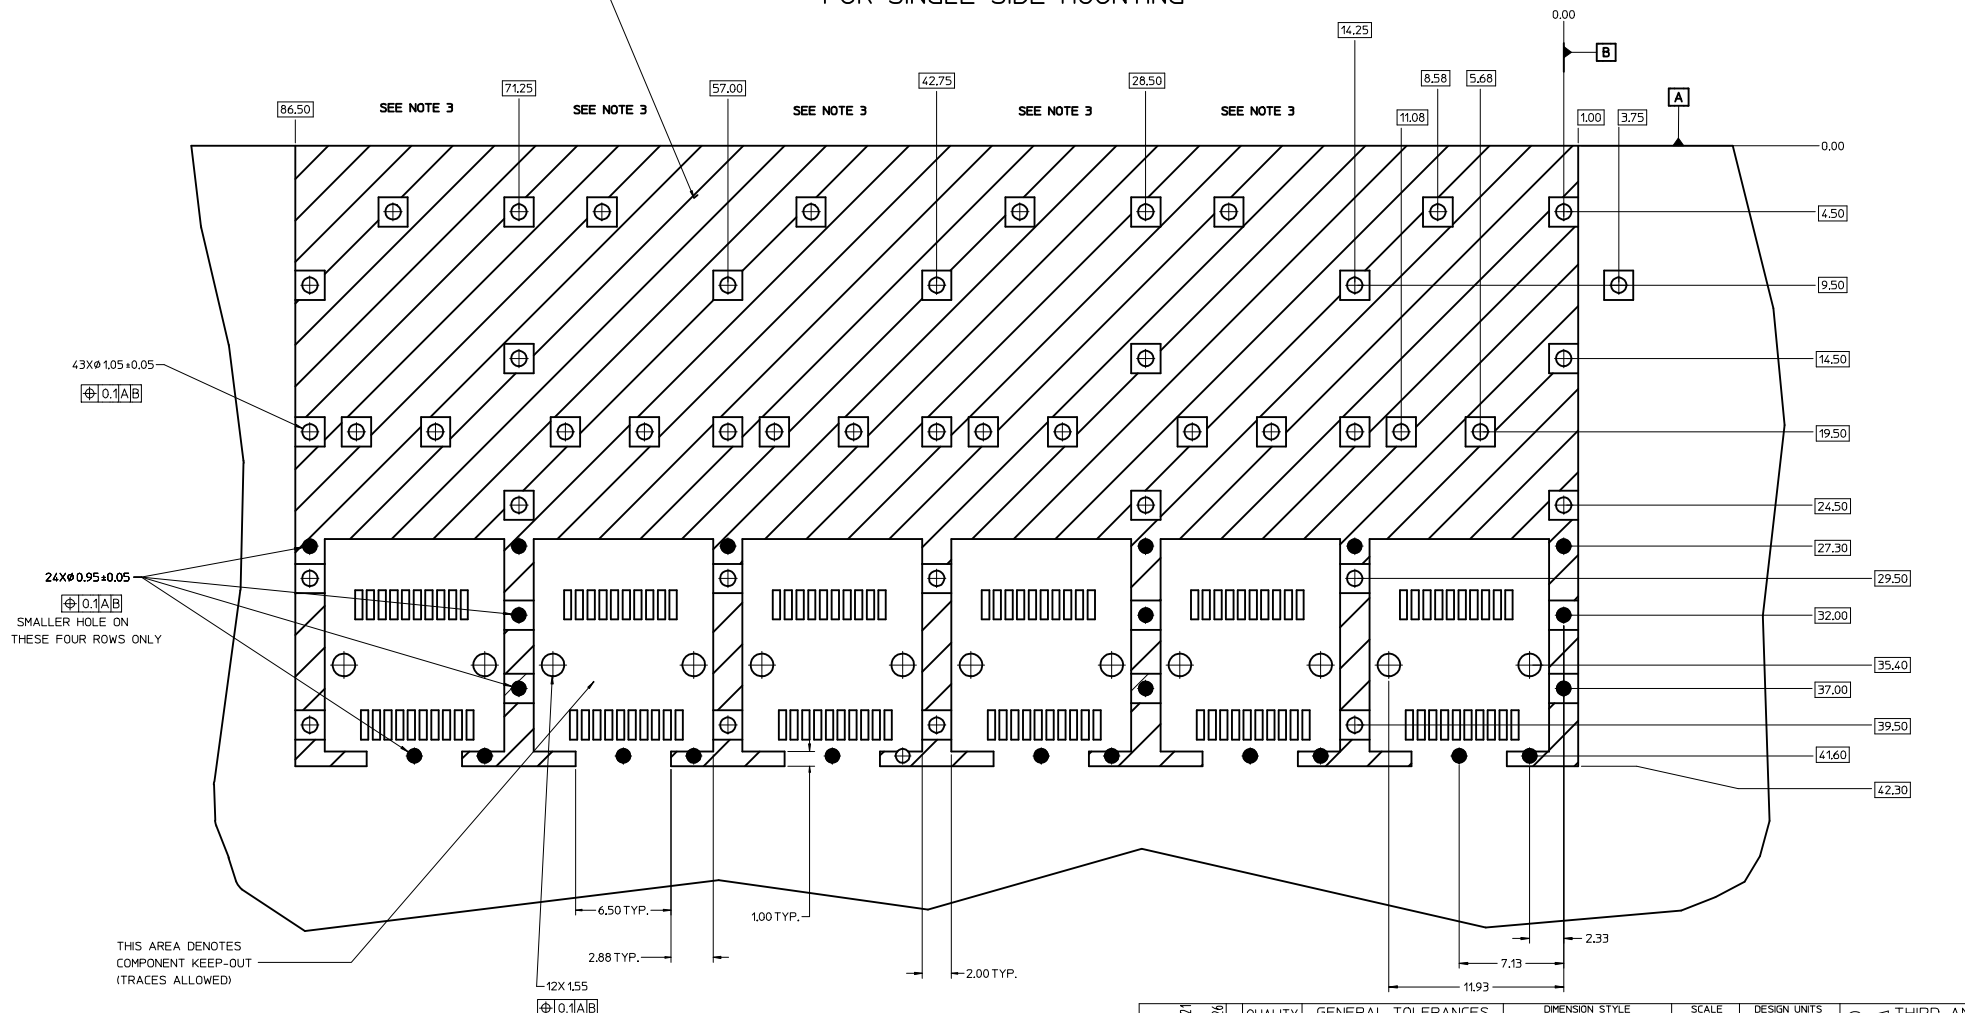 FOR SINGLE SIDE MOUNTING
0.00
14.25
B
8.58
5.68
42.75
28.50
71.25
57.00
A
86.50
SEE NOTE 3
SEE NOTE 3
SEE NOTE 3
SEE NOTE 3
SEE NOTE 3
11.08
1.00
3.75
0.00
4.50
9.50
14.50
43X⌀1.05±0.05
⌖ 0.1 A B
19.50
24.50
27.30
24X⌀0.95±0.05
29.50
⌖ 0.1 A B
SMALLER HOLE ON
THESE FOUR ROWS ONLY
32.00
35.40
37.00
39.50
41.60
42.30
6.50 TYP.
1.00 TYP.
2.33
THIS AREA DENOTES
COMPONENT KEEP-OUT
(TRACES ALLOWED)
2.88 TYP.
2.00 TYP.
7.13
12X 1.55
11.93
⌖ 0.1 A B
QUALITY
GENERAL TOLERANCES
DIMENSION STYLE
SCALE
DESIGN UNITS